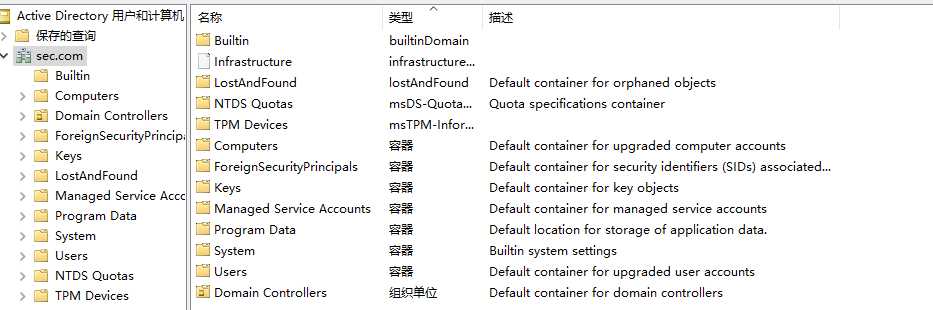 Active Directory 用户和计算机
保存的查询
sec.com
Builtin
Computers
Domain Controllers
ForeignSecurityPrincipa
Keys
LostAndFound
Managed Service Acco
Program Data
System
Users
NTDS Quotas
TPM Devices
名称 类型 描述
Builtin builtinDomain
Infrastructure infrastructure...
LostAndFound lostAndFound Default container for orphaned objects
NTDS Quotas msDS-Quota... Quota specifications container
TPM Devices msTPM-Infor...
Computers 容器 Default container for upgraded computer accounts
ForeignSecurityPrincipals 容器 Default container for security identifiers (SIDs) associated...
Keys 容器 Default container for key objects
Managed Service Accounts 容器 Default container for managed service accounts
Program Data 容器 Default location for storage of application data.
System 容器 Builtin system settings
Users 容器 Default container for upgraded user accounts
Domain Controllers 组织单位 Default container for domain controllers